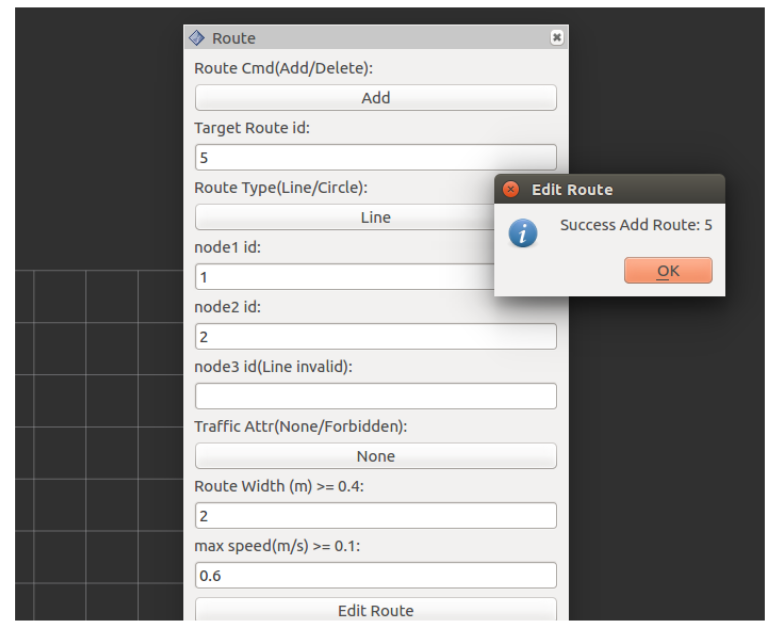 Route
Route Cmd(Add/Delete):
Add
Target Route id:
5
Route Type(Line/Circle):
Line
node1 id:
1
node2 id:
2
node3 id(Line invalid):
Traffic Attr(None/Forbidden):
None
Route Width (m) >= 0.4:
2
max speed(m/s) >= 0.1:
0.6
Edit Route
Edit Route
Success Add Route: 5
OK